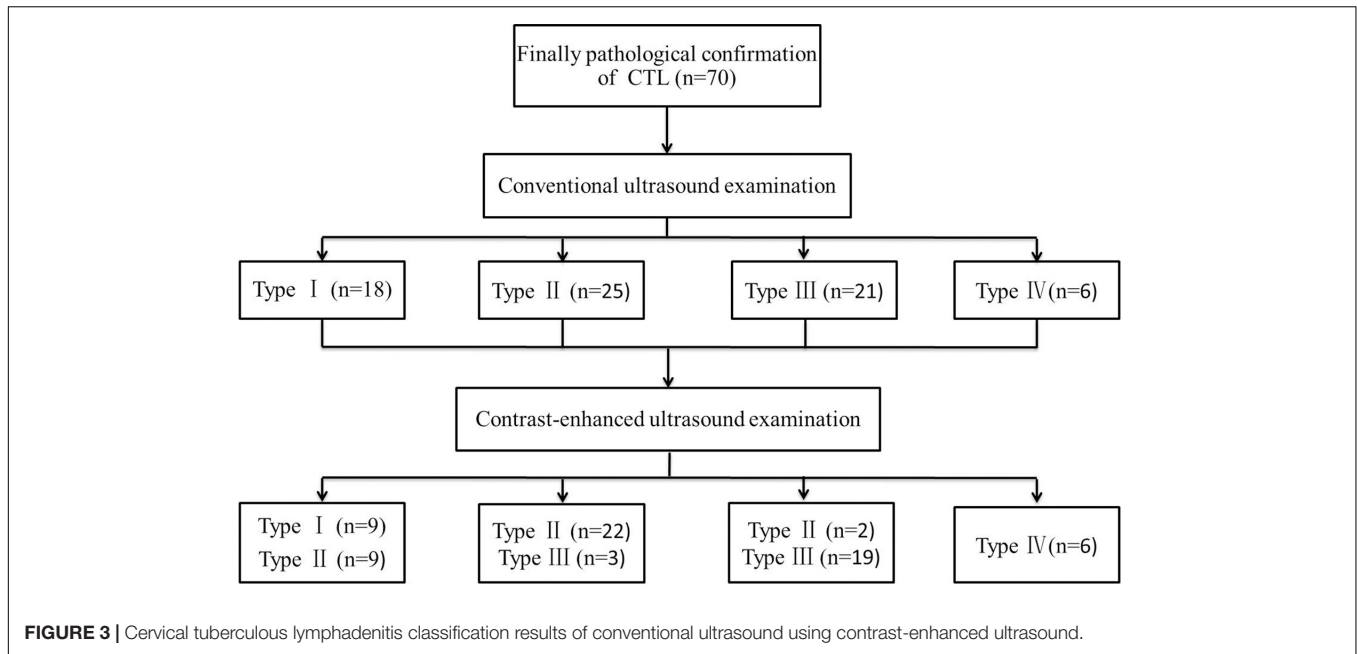 Finally pathological confirmation
of CTL (n=70)
Conventional ultrasound examination
Type Ⅰ (n=18)
Type Ⅱ (n=25)
Type Ⅲ (n=21)
Type Ⅳ (n=6)
Contrast-enhanced ultrasound examination
Type Ⅰ (n=9)
Type Ⅱ (n=9)
Type Ⅱ (n=22)
Type Ⅲ (n=3)
Type Ⅱ (n=2)
Type Ⅲ (n=19)
Type Ⅳ (n=6)
FIGURE 3 | Cervical tuberculous lymphadenitis classification results of conventional ultrasound using contrast-enhanced ultrasound.